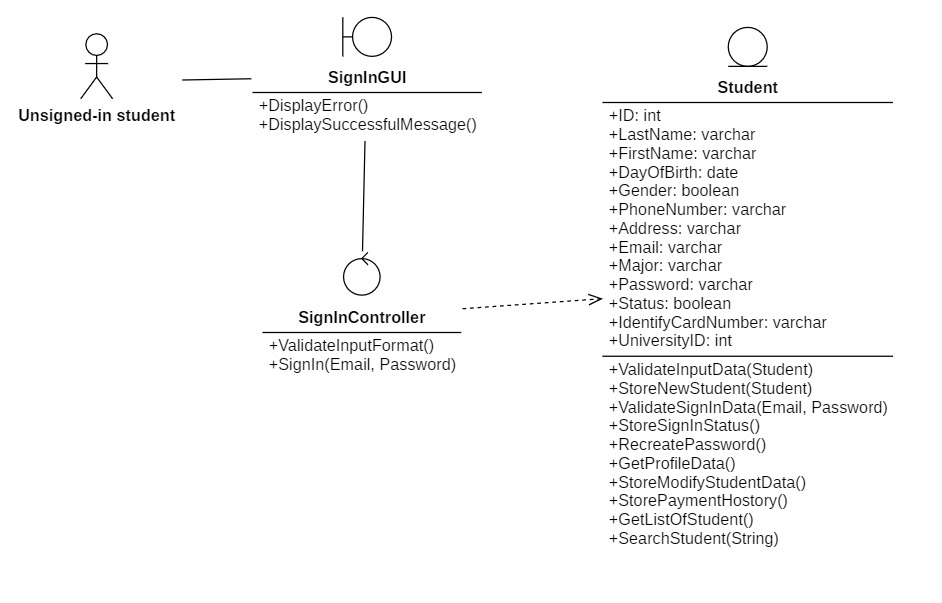 Unsigned-in student
SignInGUI
+DisplayError()
+DisplaySuccessfulMessage()
SignInController
+ValidateInputFormat()
+SignIn(Email, Password)
Student
+ID: int
+LastName: varchar
+FirstName: varchar
+DayOfBirth: date
+Gender: boolean
+PhoneNumber: varchar
+Address: varchar
+Email: varchar
+Major: varchar
+Password: varchar
+Status: boolean
+IdentifyCardNumber: varchar
+UniversityID: int
+ValidateInputData(Student)
+StoreNewStudent(Student)
+ValidateSignInData(Email, Password)
+StoreSignInStatus()
+RecreatePassword()
+GetProfileData()
+StoreModifyStudentData()
+StorePaymentHostory()
+GetListOfStudent()
+SearchStudent(String)